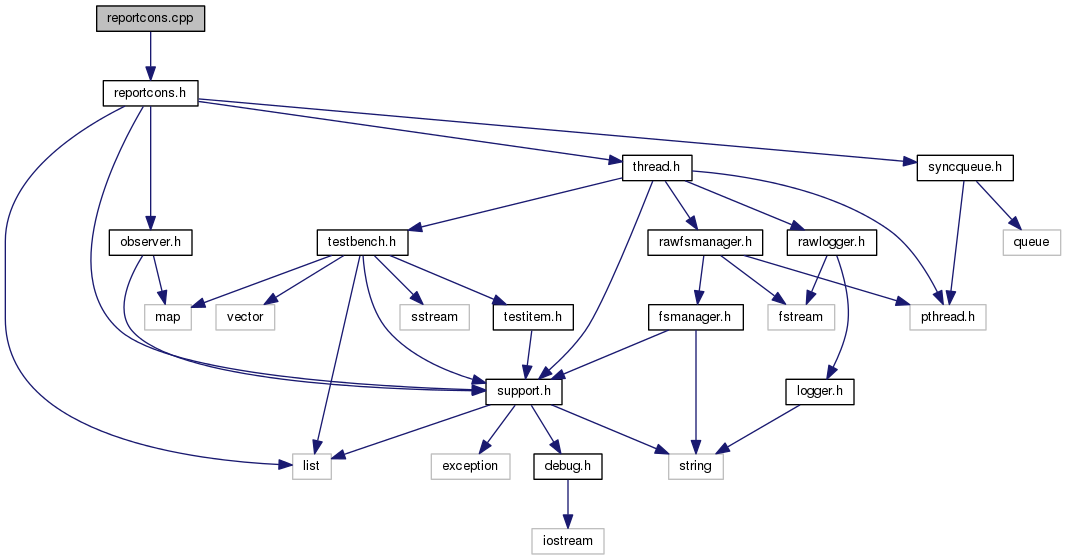 reportcons.cpp
reportcons.h
thread.h
syncqueue.h
observer.h
testbench.h
rawfsmanager.h
rawlogger.h
queue
map
vector
sstream
testitem.h
fsmanager.h
fstream
pthread.h
support.h
logger.h
list
exception
debug.h
string
iostream